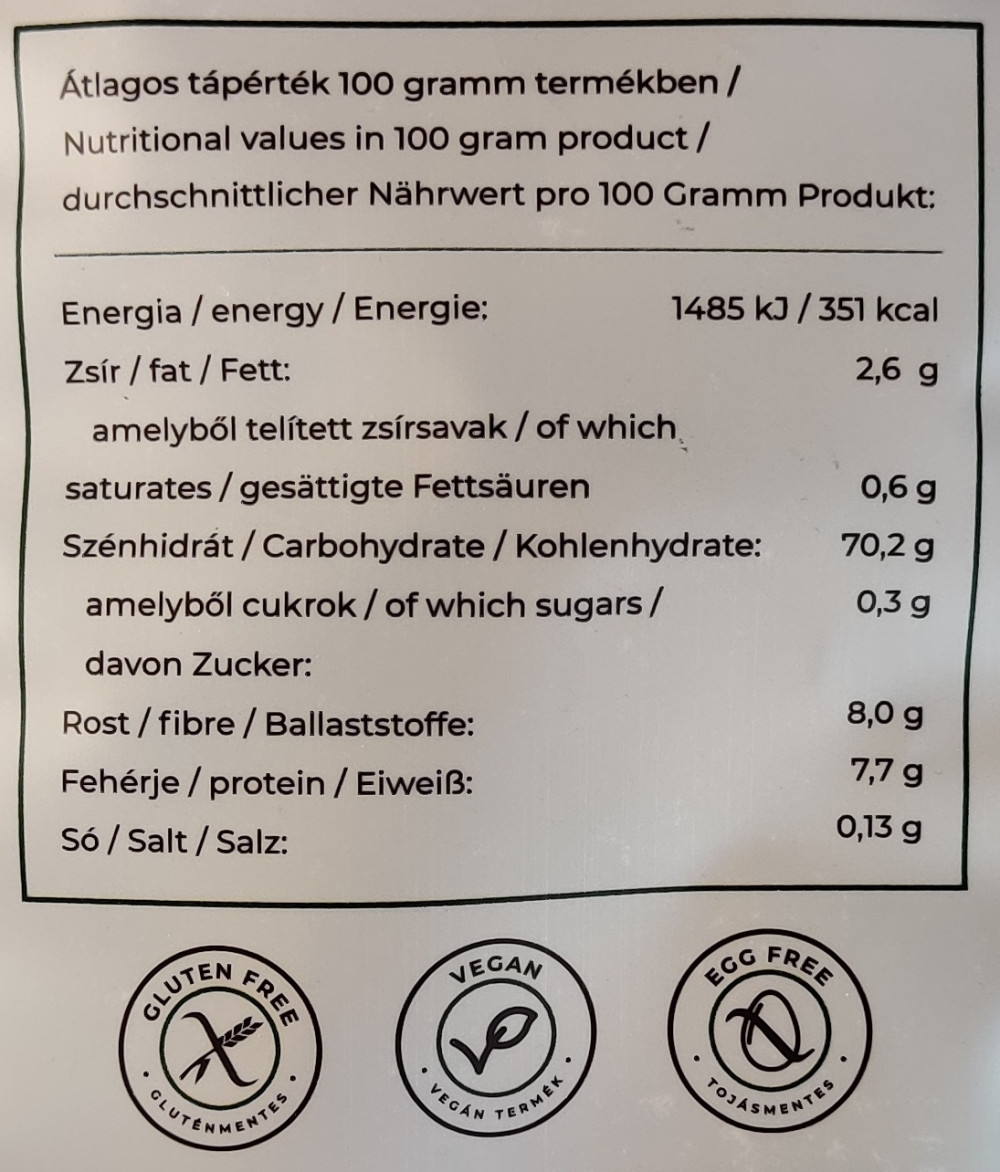 Átlagos tápérték 100 gramm termékben /
Nutritional values in 100 gram product /
durchschnittlicher Nährwert pro 100 Gramm Produkt:
Energia / energy / Energie: 1485 kJ / 351 kcal
Zsír / fat / Fett: 2,6 g
amelyből telített zsírsavak / of which
saturates / gesättigte Fettsäuren 0,6 g
Szénhidrát / Carbohydrate / Kohlenhydrate: 70,2 g
amelyből cukrok / of which sugars / 0,3 g
davon Zucker:
Rost / fibre / Ballaststoffe: 8,0 g
Fehérje / protein / Eiweiß: 7,7 g
Só / Salt / Salz: 0,13 g
GLUTEN FREE
• GLUTÉNMENTES •
VEGAN
• VEGÁN TERMÉK •
EGG FREE
• TOJÁSMENTES •